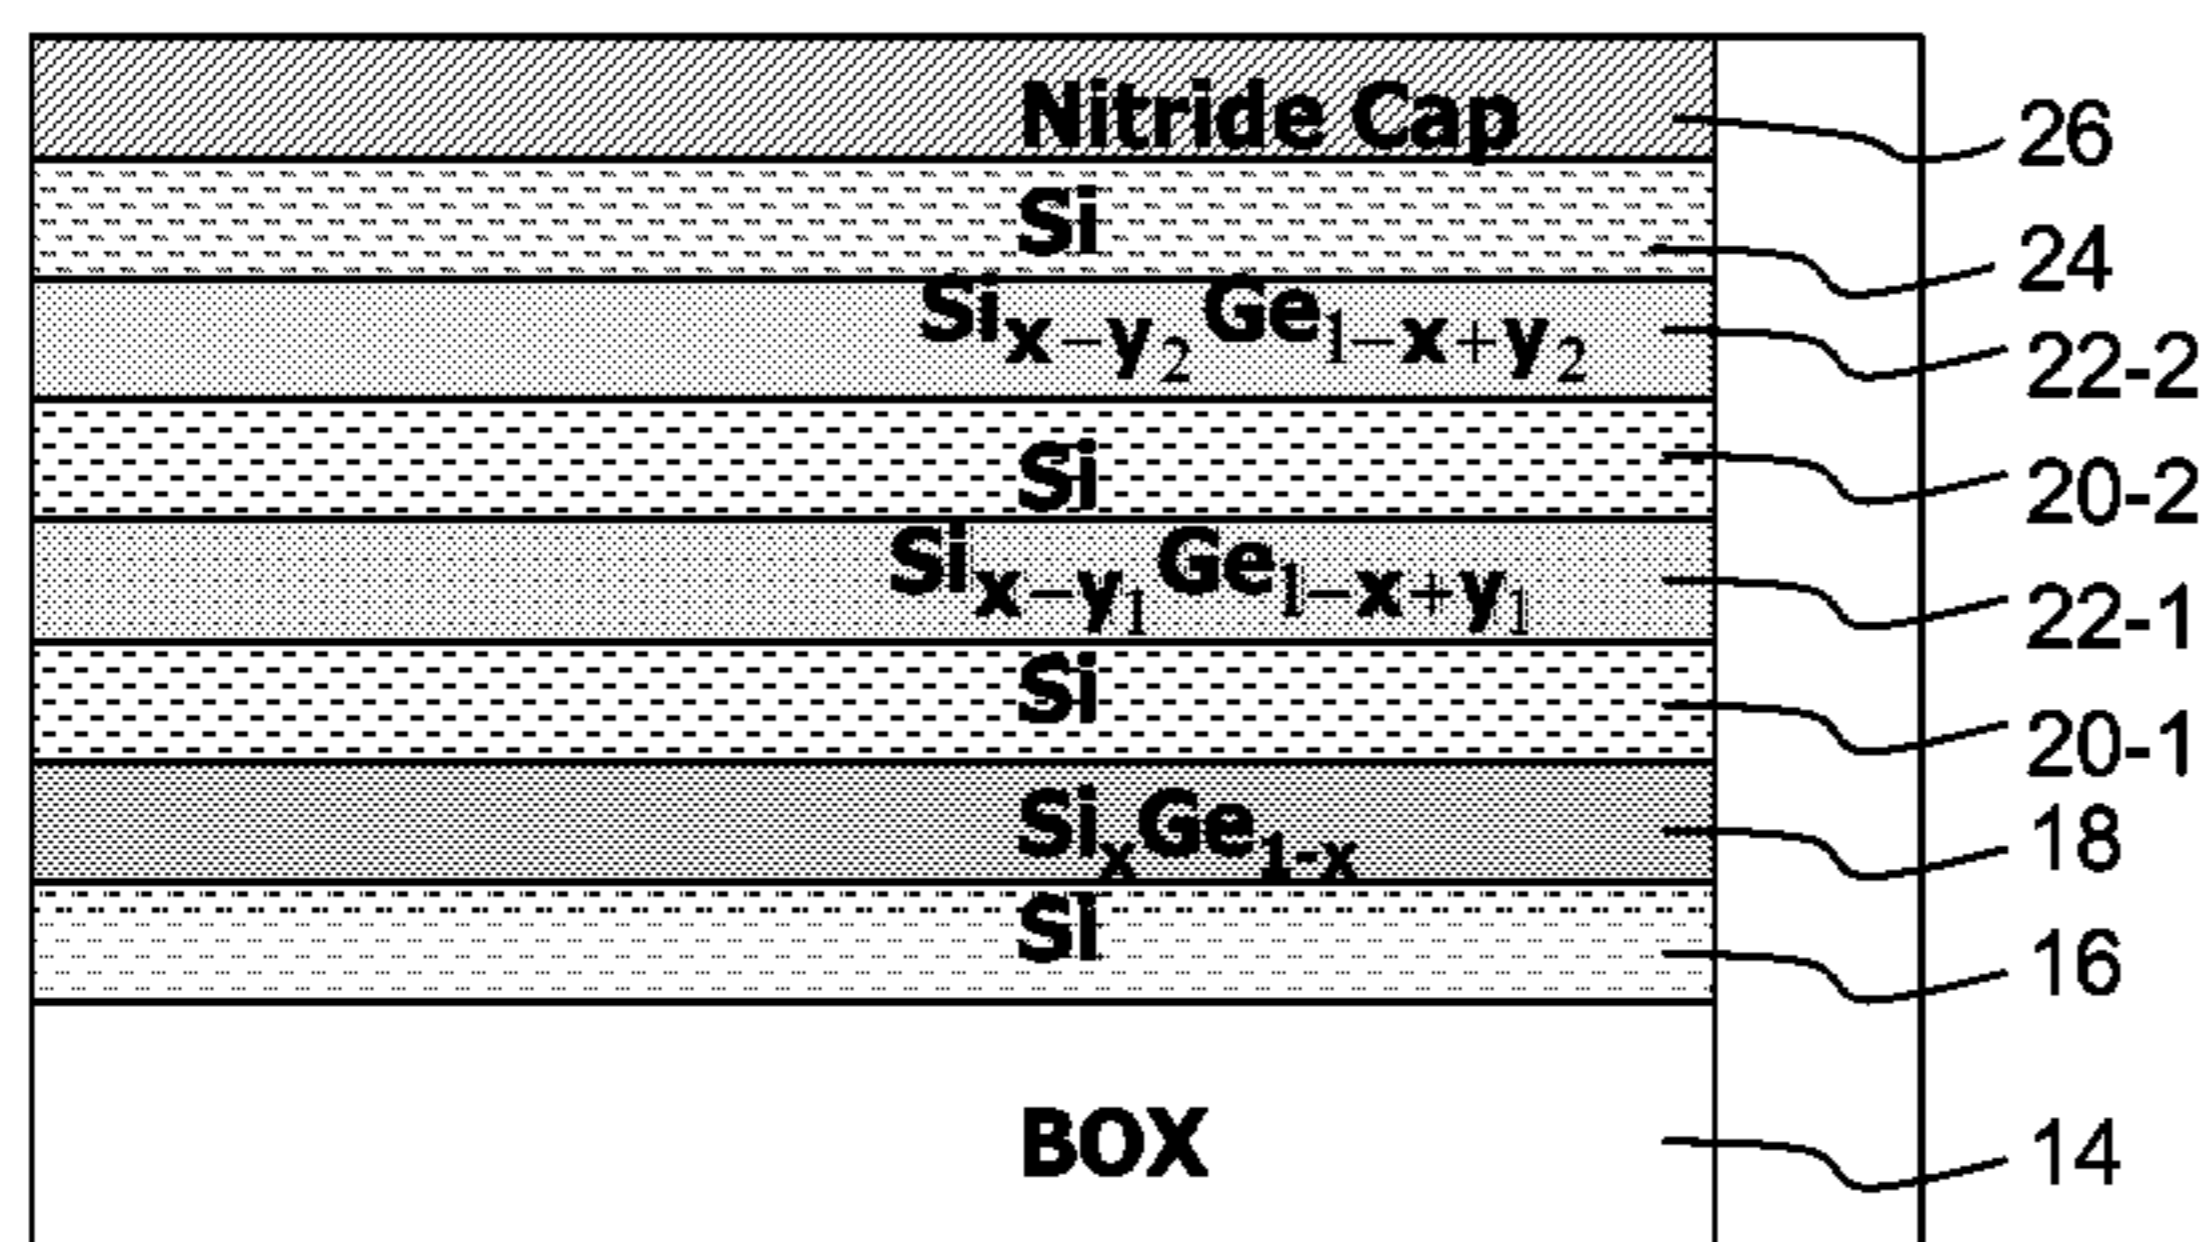 Nitride Cap 26
Si 24
Siₓ₋y₂Ge₁₋ₓ₊y₂ 22-2
Si 20-2
Siₓ₋y₁Ge₁₋ₓ₊y₁ 22-1
Si 20-1
SiₓGe₁₋ₓ 18
Si 16
BOX 14